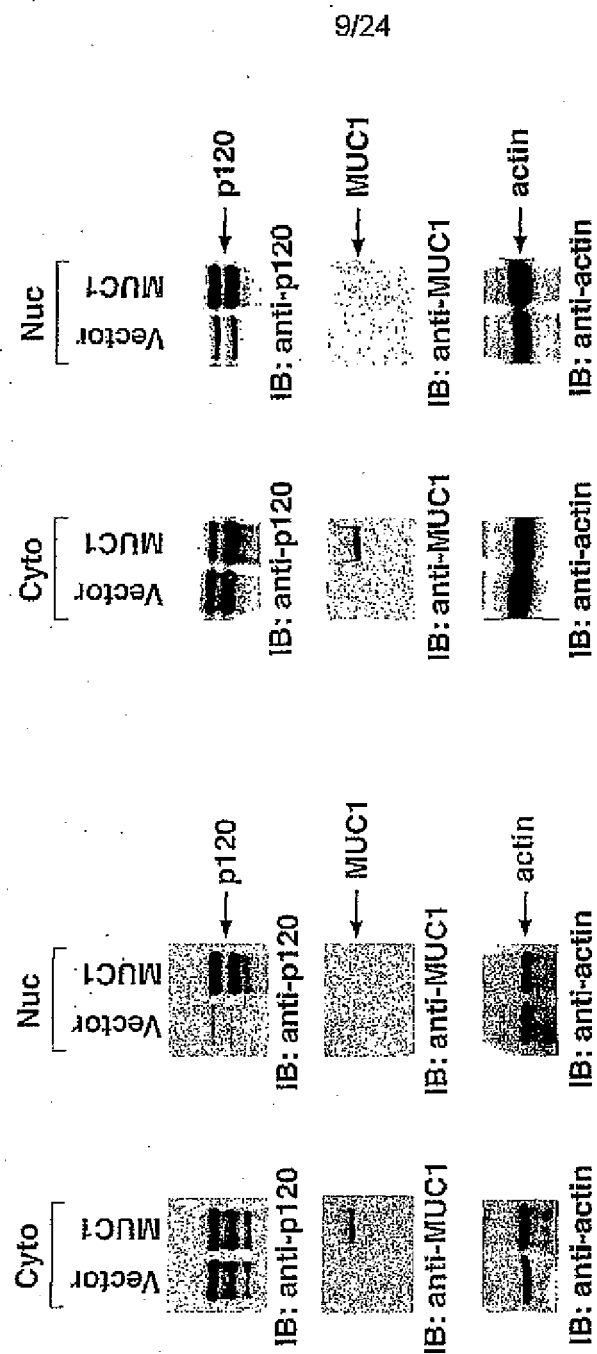 9/24
Cyto
Vector
MUC1
IB: anti-p120
IB: anti-MUC1
IB: anti-actin
Nuc
Vector
MUC1
p120
IB: anti-p120
MUC1
IB: anti-MUC1
actin
IB: anti-actin
Cyto
Vector
MUC1
IB: anti-p120
IB: anti-MUC1
IB: anti-actin
Nuc
Vector
MUC1
p120
IB: anti-p120
MUC1
IB: anti-MUC1
actin
IB: anti-actin